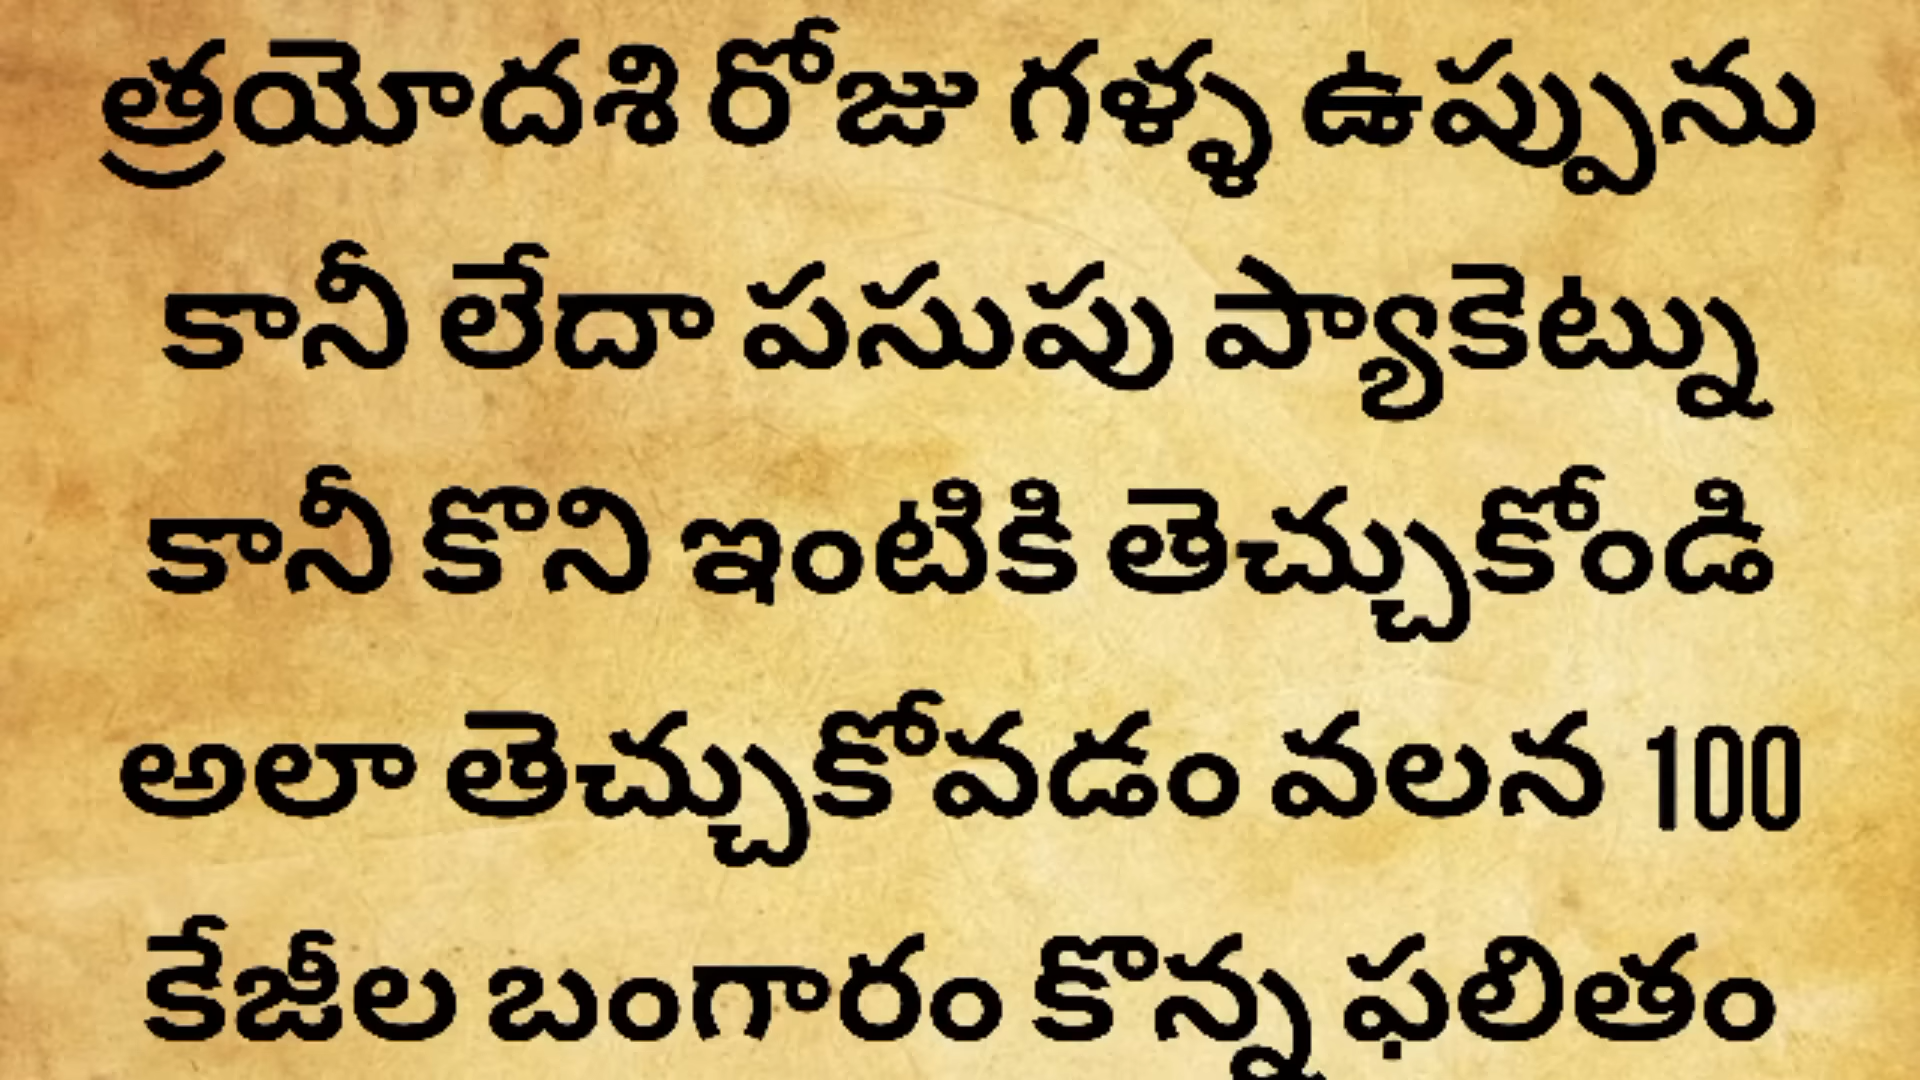 త్రయోదశి రోజు గళ్ళ ఉప్పును
కానీ లేదా పసుపు ప్యాకెట్ను
కానీ కొని ఇంటికి తెచ్చుకోండి
అలా తెచ్చుకోవడం వలన 100
కేజీల బంగారం కొన్న ఫలితం